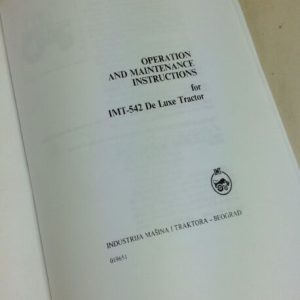 OPERATION
AND MAINTENANCE
INSTRUCTIONS
for
IMT-542 De Luxe Tractor
INDUSTRIJA MAŠINA I TRAKTORA – BEOGRAD